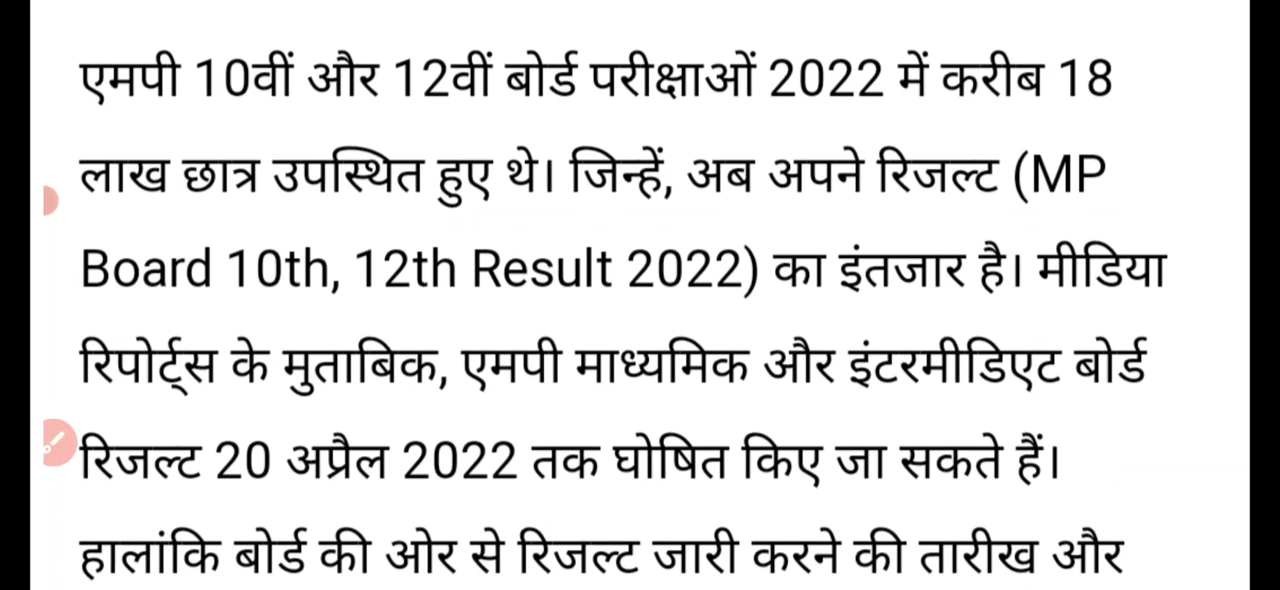 एमपी 10वीं और 12वीं बोर्ड परीक्षाओं 2022 में करीब 18
लाख छात्र उपस्थित हुए थे। जिन्हें, अब अपने रिजल्ट (MP
Board 10th, 12th Result 2022) का इंतजार है। मीडिया
रिपोर्ट्स के मुताबिक, एमपी माध्यमिक और इंटरमीडिएट बोर्ड
रिजल्ट 20 अप्रैल 2022 तक घोषित किए जा सकते हैं।
हालांकि बोर्ड की ओर से रिजल्ट जारी करने की तारीख और